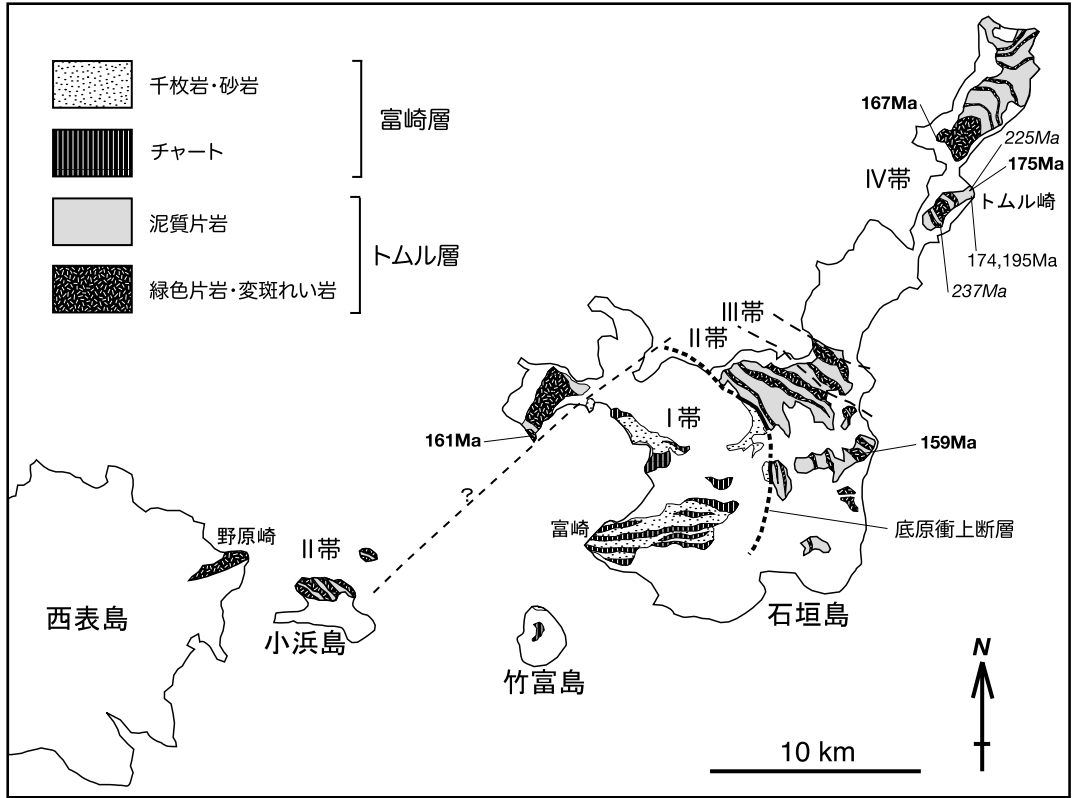 千枚岩・砂岩
チャート
富崎層
泥質片岩
緑色片岩・変斑れい岩
トムル層
167Ma
225Ma
175Ma
IV帯
トムル崎
174,195Ma
237Ma
III帯
II帯
I帯
161Ma
159Ma
?
野原崎
II帯
富崎
底原衝上断層
西表島
小浜島
石垣島
竹富島
N
10 km